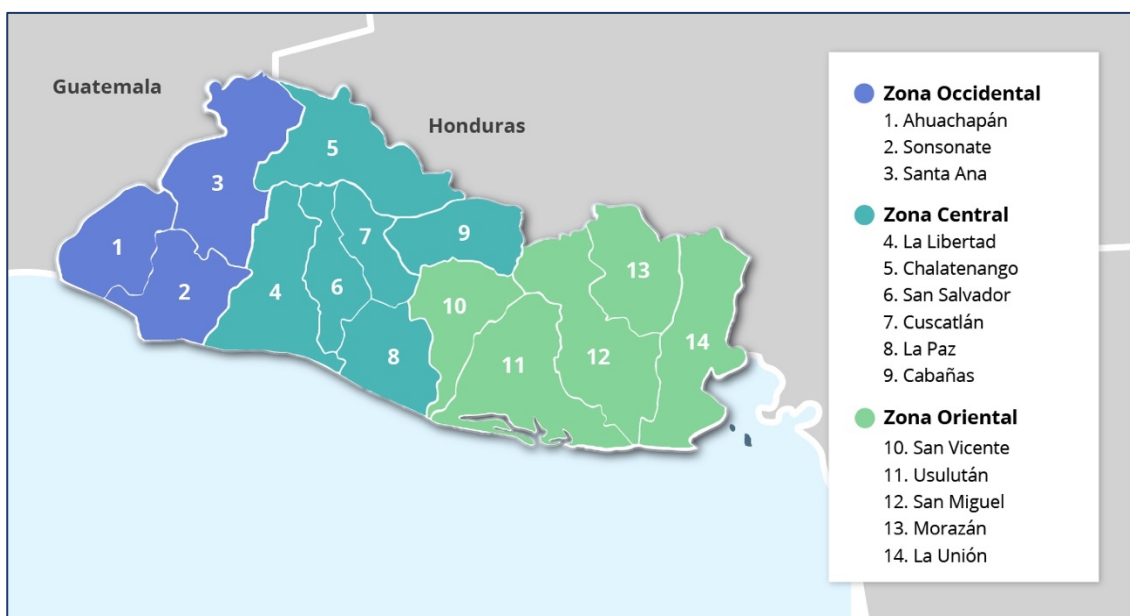 Guatemala
Honduras
5
3
7
9
1
13
2
4
6
10
14
8
11
12
Zona Occidental
1. Ahuachapán
2. Sonsonate
3. Santa Ana
Zona Central
4. La Libertad
5. Chalatenango
6. San Salvador
7. Cuscatlán
8. La Paz
9. Cabañas
Zona Oriental
10. San Vicente
11. Usulután
12. San Miguel
13. Morazán
14. La Unión